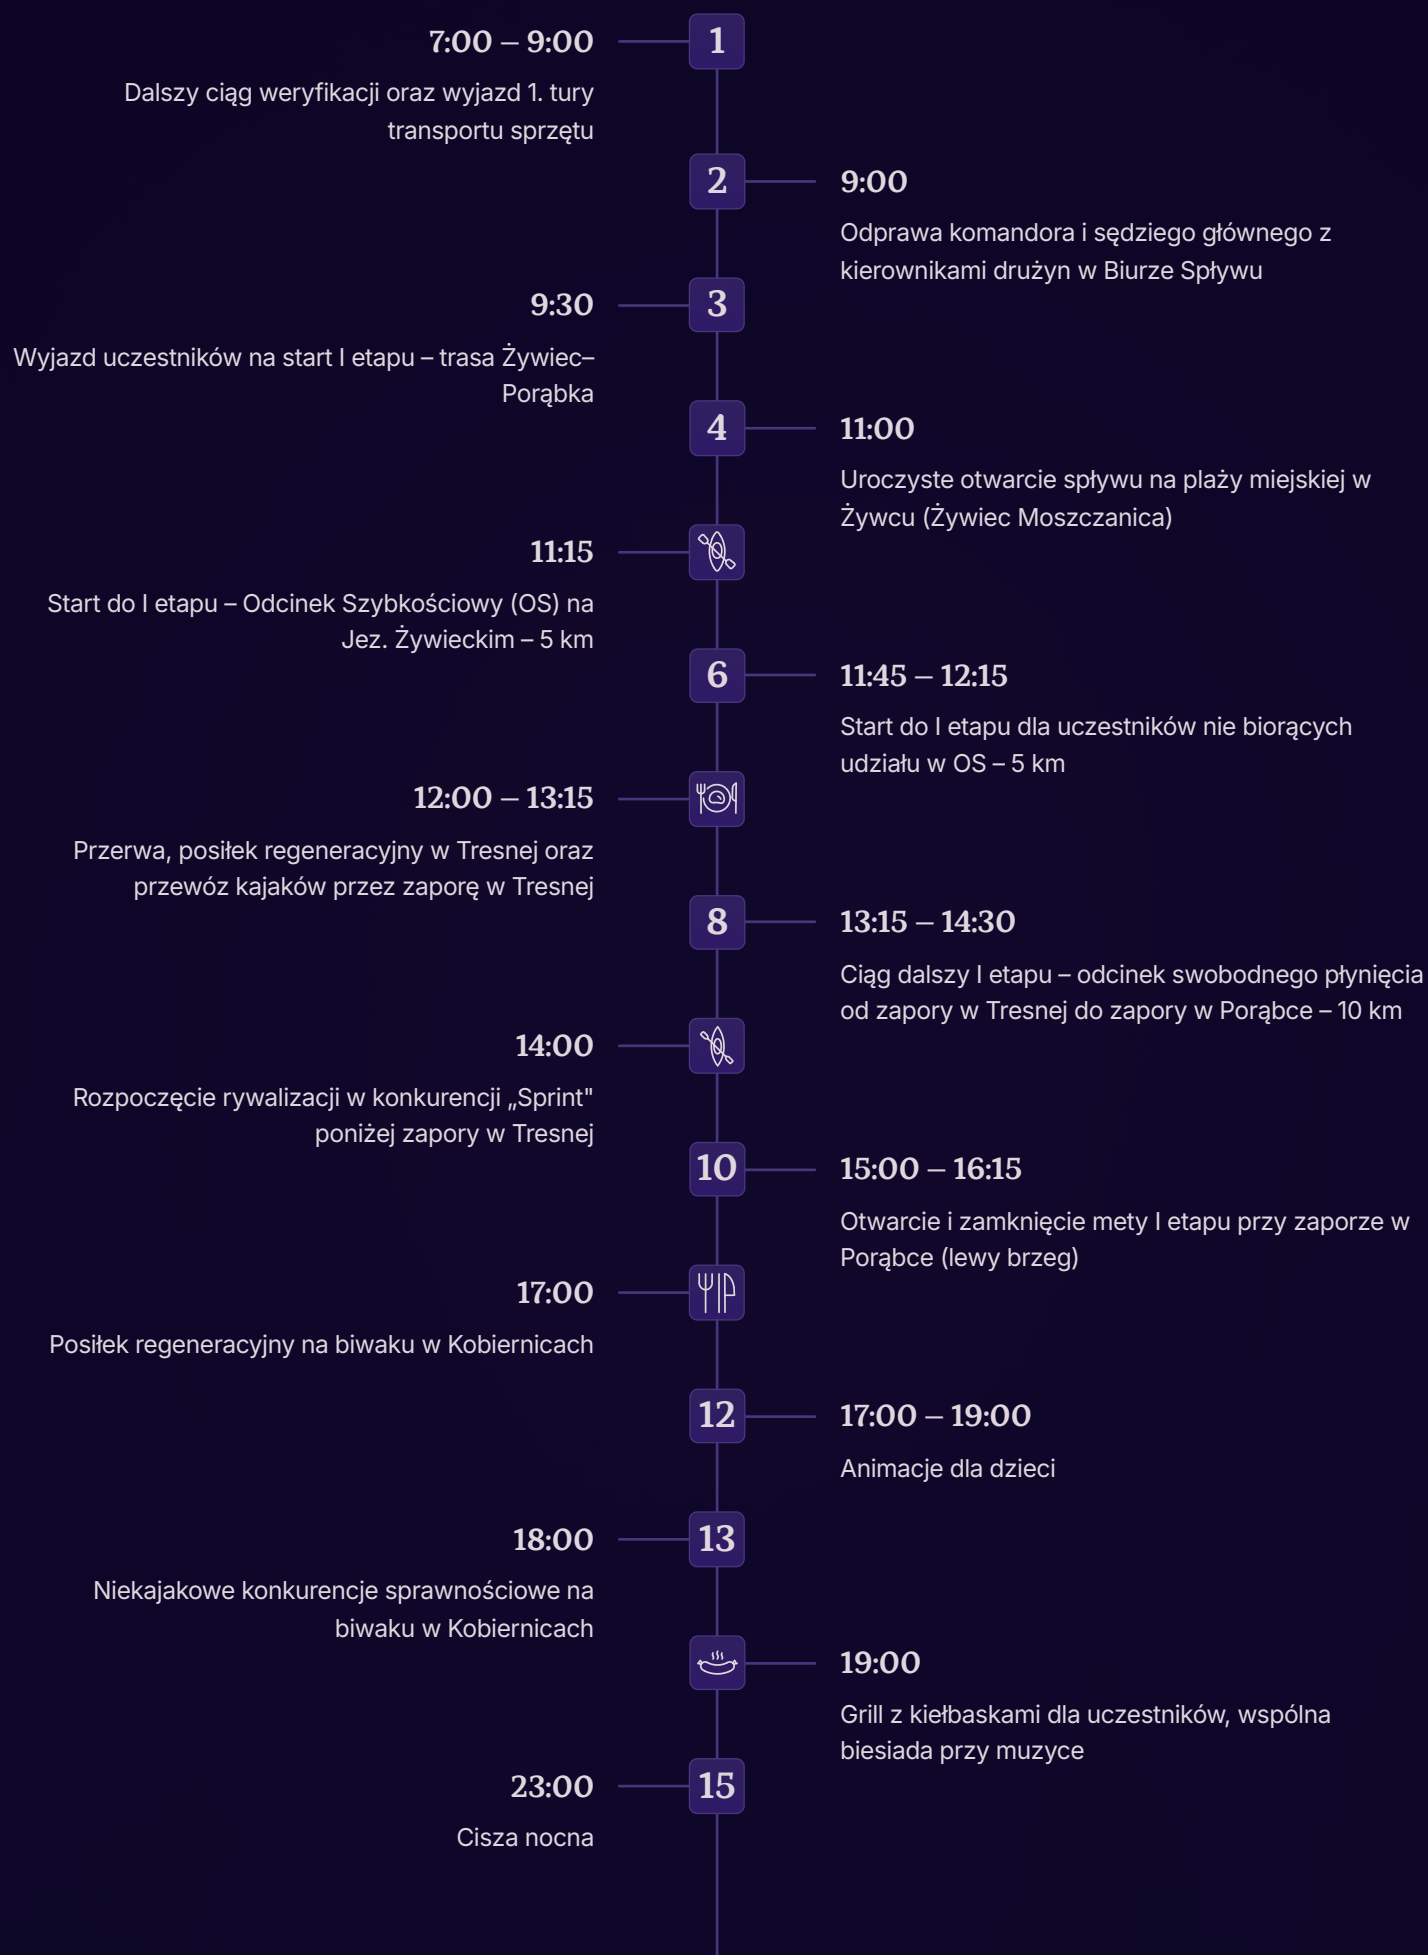 7:00 – 9:00
1
Dalszy ciąg weryfikacji oraz wyjazd 1. tury
transportu sprzętu
2
9:00
Odprawa komandora i sędziego głównego z
kierownikami drużyn w Biurze Spływu
9:30
3
Wyjazd uczestników na start I etapu – trasa Żywiec–
Porąbka
4
11:00
Uroczyste otwarcie spływu na plaży miejskiej w
Żywcu (Żywiec Moszczanica)
11:15
Start do I etapu – Odcinek Szybkościowy (OS) na
Jez. Żywieckim – 5 km
6
11:45 – 12:15
Start do I etapu dla uczestników nie biorących
udziału w OS – 5 km
12:00 – 13:15
Przerwa, posiłek regeneracyjny w Tresnej oraz
przewóz kajaków przez zaporę w Tresnej
8
13:15 – 14:30
Ciąg dalszy I etapu – odcinek swobodnego płynięcia
od zapory w Tresnej do zapory w Porąbce – 10 km
14:00
Rozpoczęcie rywalizacji w konkurencji „Sprint"
poniżej zapory w Tresnej
10
15:00 – 16:15
Otwarcie i zamknięcie mety I etapu przy zaporze w
Porąbce (lewy brzeg)
17:00
Posiłek regeneracyjny na biwaku w Kobiernicach
12
17:00 – 19:00
Animacje dla dzieci
18:00
13
Niekajakowe konkurencje sprawnościowe na
biwaku w Kobiernicach
19:00
Grill z kiełbaskami dla uczestników, wspólna
biesiada przy muzyce
23:00
15
Cisza nocna